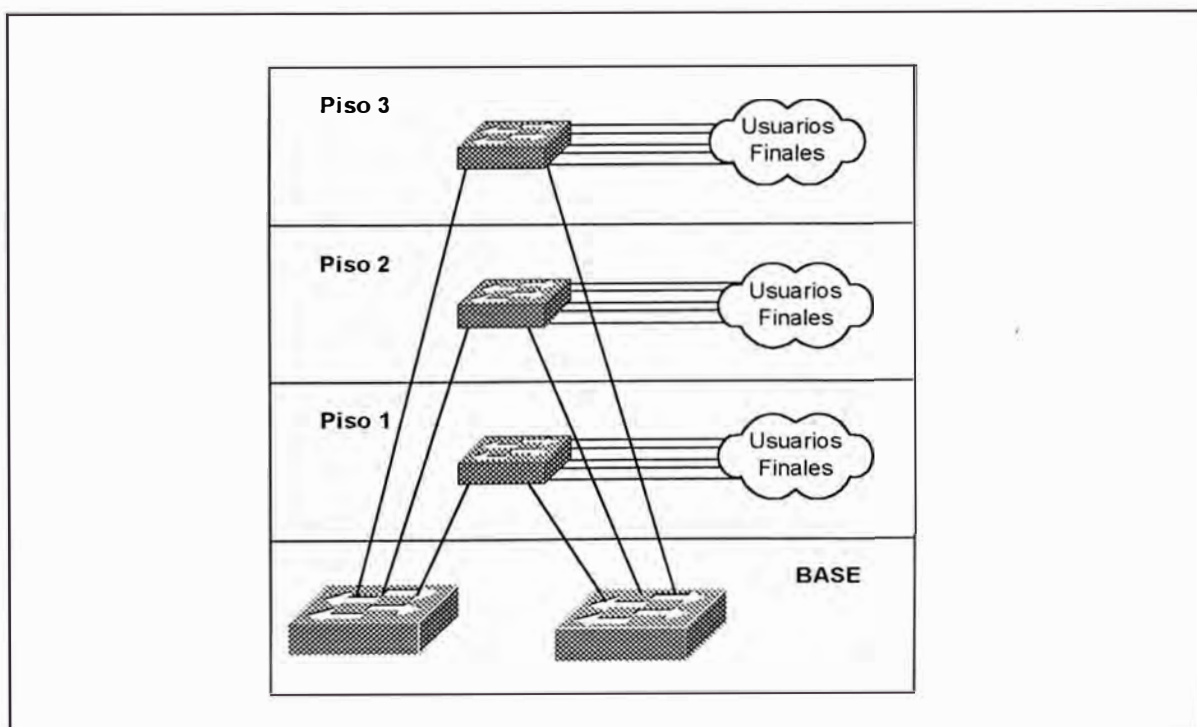 Piso 3
Usuarios
Finales
Piso 2
Usuarios
Finales
Piso 1
Usuarios
Finales
BASE